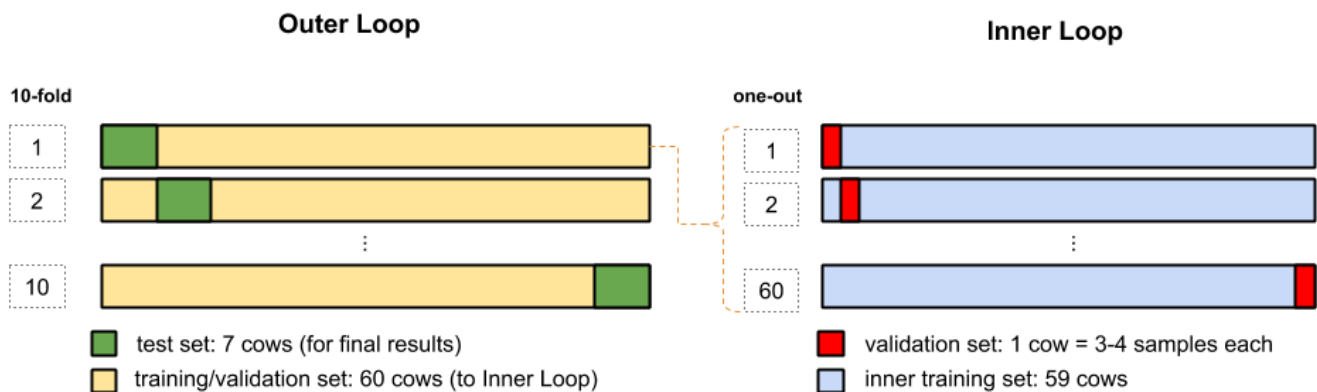 Outer Loop
Inner Loop
10-fold
one-out
1
2
⋮
10
1
2
⋮
60
test set: 7 cows (for final results)
training/validation set: 60 cows (to Inner Loop)
validation set: 1 cow = 3-4 samples each
inner training set: 59 cows